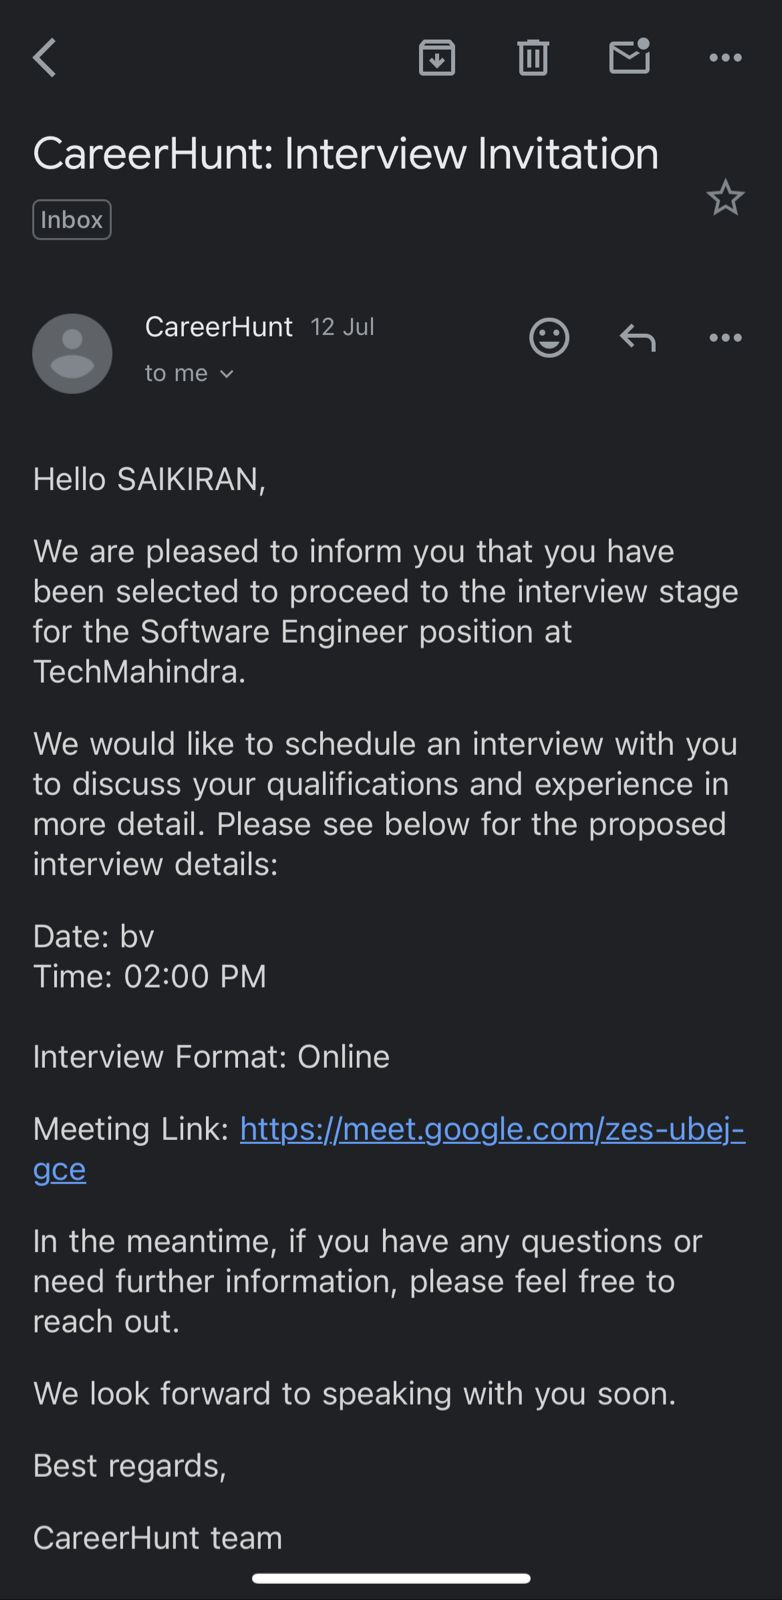 CareerHunt: Interview Invitation
Inbox
CareerHunt 12 Jul
to me
Hello SAIKIRAN,
We are pleased to inform you that you have
been selected to proceed to the interview stage
for the Software Engineer position at
TechMahindra.
We would like to schedule an interview with you
to discuss your qualifications and experience in
more detail. Please see below for the proposed
interview details:
Date: bv
Time: 02:00 PM
Interview Format: Online
Meeting Link: https://meet.google.com/zes-ubej-
gce
In the meantime, if you have any questions or
need further information, please feel free to
reach out.
We look forward to speaking with you soon.
Best regards,
CareerHunt team